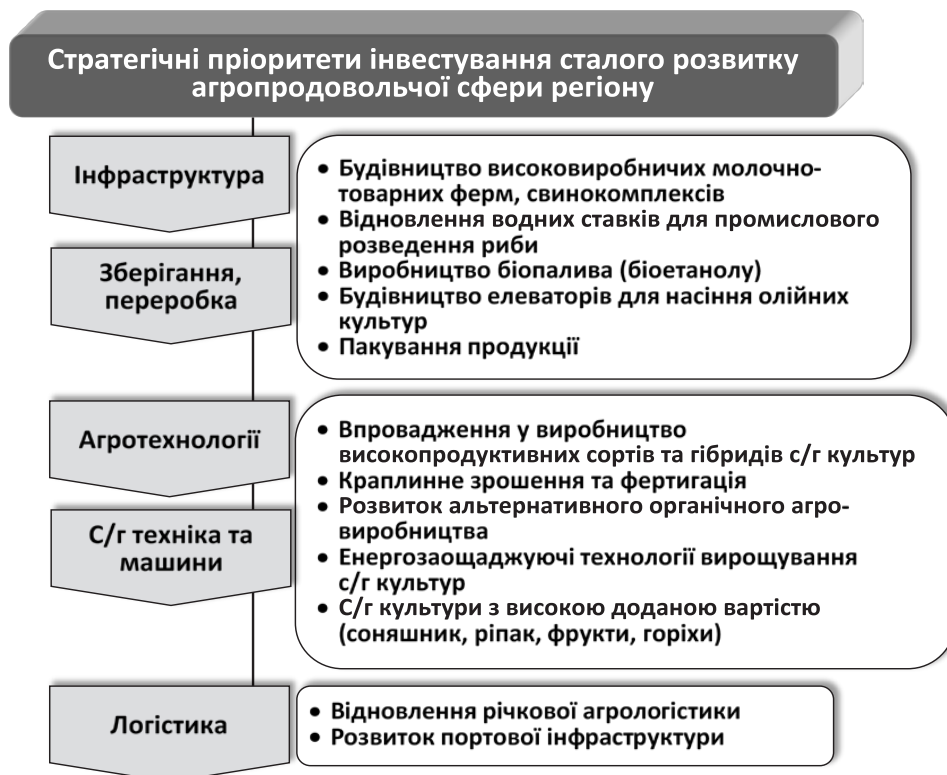 Стратегічні пріоритети інвестування сталого розвитку
агропродовольчої сфери регіону
Інфраструктура
Зберігання,
переробка
• Будівництво високовиробничих молочно-
товарних ферм, свинокомплексів
• Відновлення водних ставків для промислового
розведення риби
• Виробництво біопалива (біоетанолу)
• Будівництво елеваторів для насіння олійних
культур
• Пакування продукції
Агротехнології
С/г техніка та
машини
• Впровадження у виробництво
високопродуктивних сортів та гібридів с/г культур
• Краплинне зрошення та фертигація
• Розвиток альтернативного органічного агро-
виробництва
• Енергозаощаджуючі технології вирощування
с/г культур
• С/г культури з високою доданою вартістю
(соняшник, ріпак, фрукти, горіхи)
Логістика
• Відновлення річкової агрологістики
• Розвиток портової інфраструктури